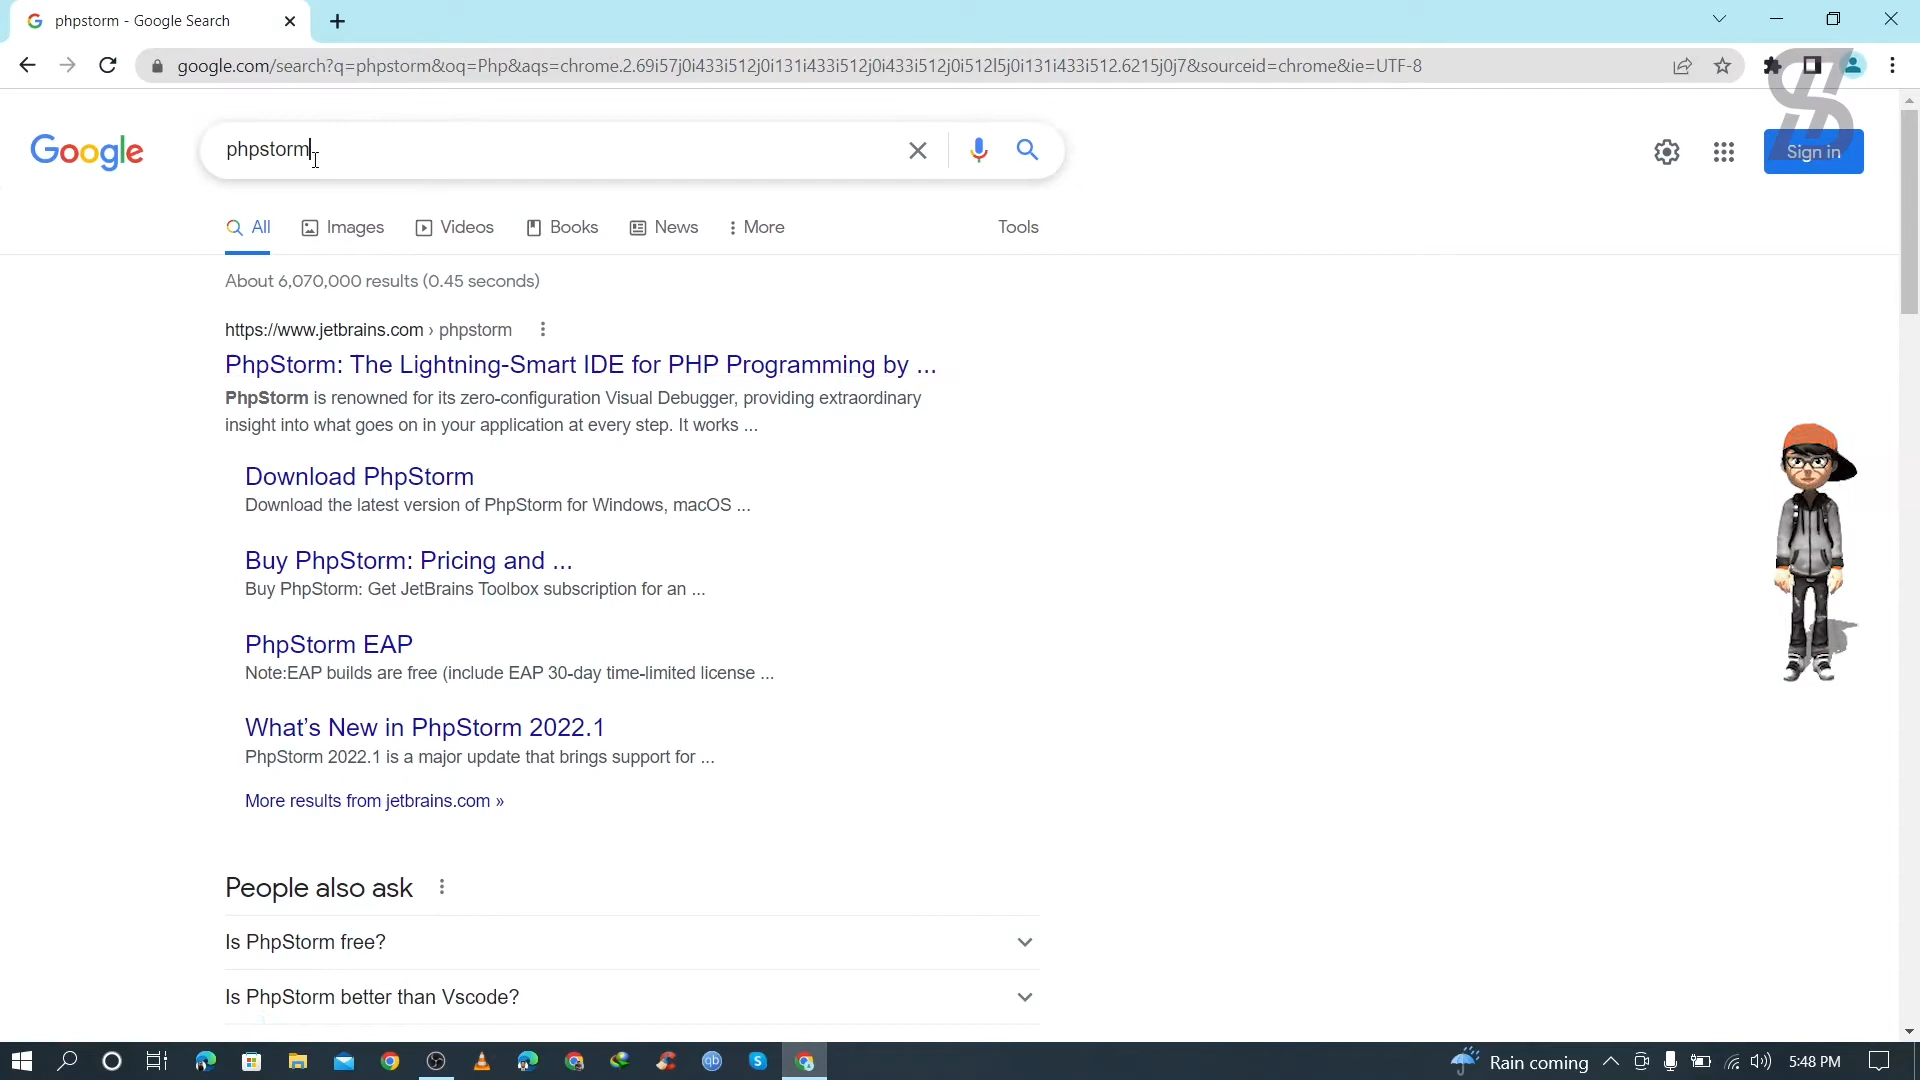 phpstorm - Google Search
google.com/search?q=phpstorm&oq=Php&aqs=chrome.2.69i57j0i433i512j0i131i433i512j0i433i512j0i512l5j0i131i433i512.6215j0j7&sourceid=chrome&ie=UTF-8
Google
phpstorm
Sign in
All Images Videos Books News More Tools
About 6,070,000 results (0.45 seconds)
https://www.jetbrains.com › phpstorm
PhpStorm: The Lightning-Smart IDE for PHP Programming by ...
PhpStorm is renowned for its zero-configuration Visual Debugger, providing extraordinary
insight into what goes on in your application at every step. It works ...
Download PhpStorm
Download the latest version of PhpStorm for Windows, macOS ...
Buy PhpStorm: Pricing and ...
Buy PhpStorm: Get JetBrains Toolbox subscription for an ...
PhpStorm EAP
Note:EAP builds are free (include EAP 30-day time-limited license ...
What's New in PhpStorm 2022.1
PhpStorm 2022.1 is a major update that brings support for ...
More results from jetbrains.com »
People also ask
Is PhpStorm free?
Is PhpStorm better than Vscode?
qb
Rain coming
5:48 PM